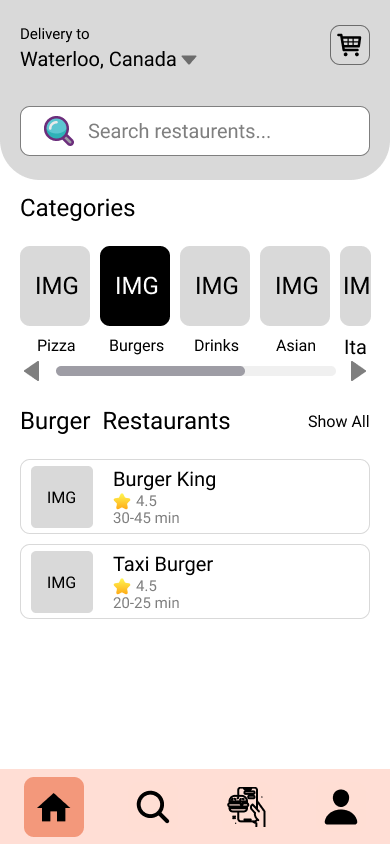 Delivery to
Waterloo, Canada
Search restaurents...
Categories
IMG IMG IMG IMG IM
Pizza Burgers Drinks Asian Ita
Burger Restaurants Show All
IMG
Burger King
4.5
30-45 min
IMG
Taxi Burger
4.5
20-25 min